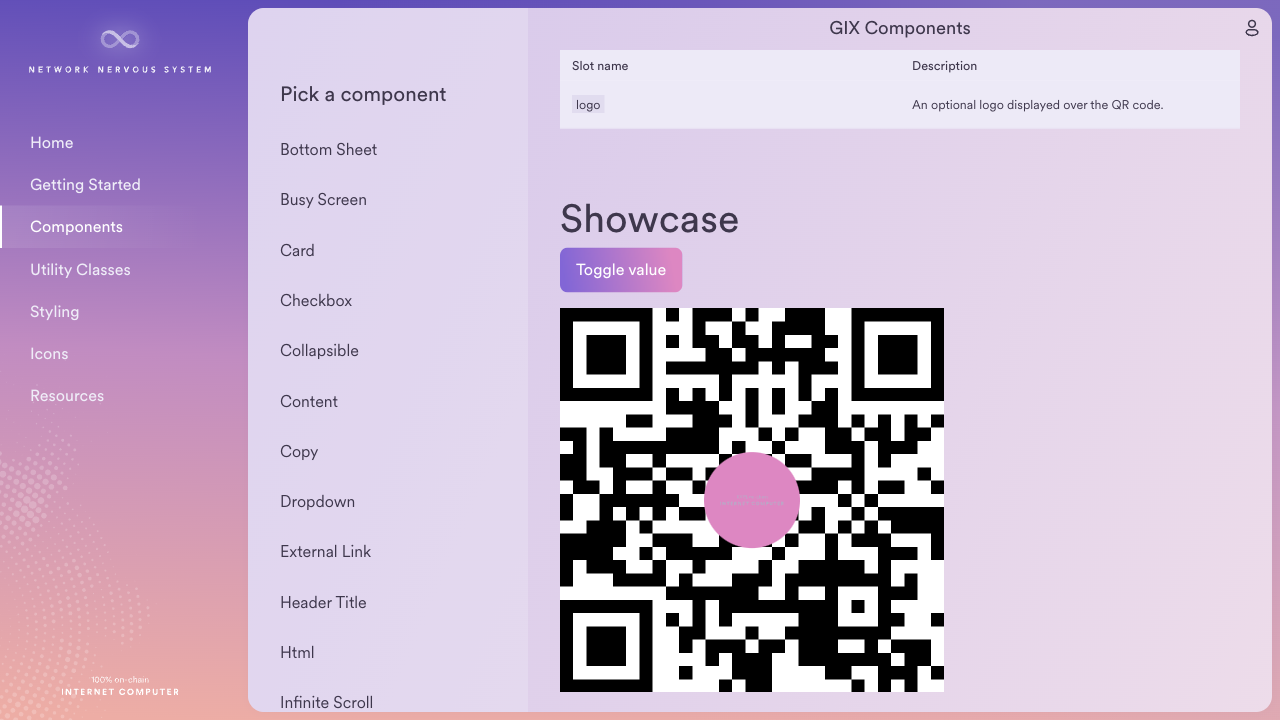 NETWORK NERVOUS SYSTEM
Home
Getting Started
Components
Utility Classes
Styling
Icons
Resources
100% on-chain
INTERNET COMPUTER
Pick a component
Bottom Sheet
Busy Screen
Card
Checkbox
Collapsible
Content
Copy
Dropdown
External Link
Header Title
Html
Infinite Scroll
GIX Components
Slot name
Description
logo
An optional logo displayed over the QR code.
Showcase
Toggle value